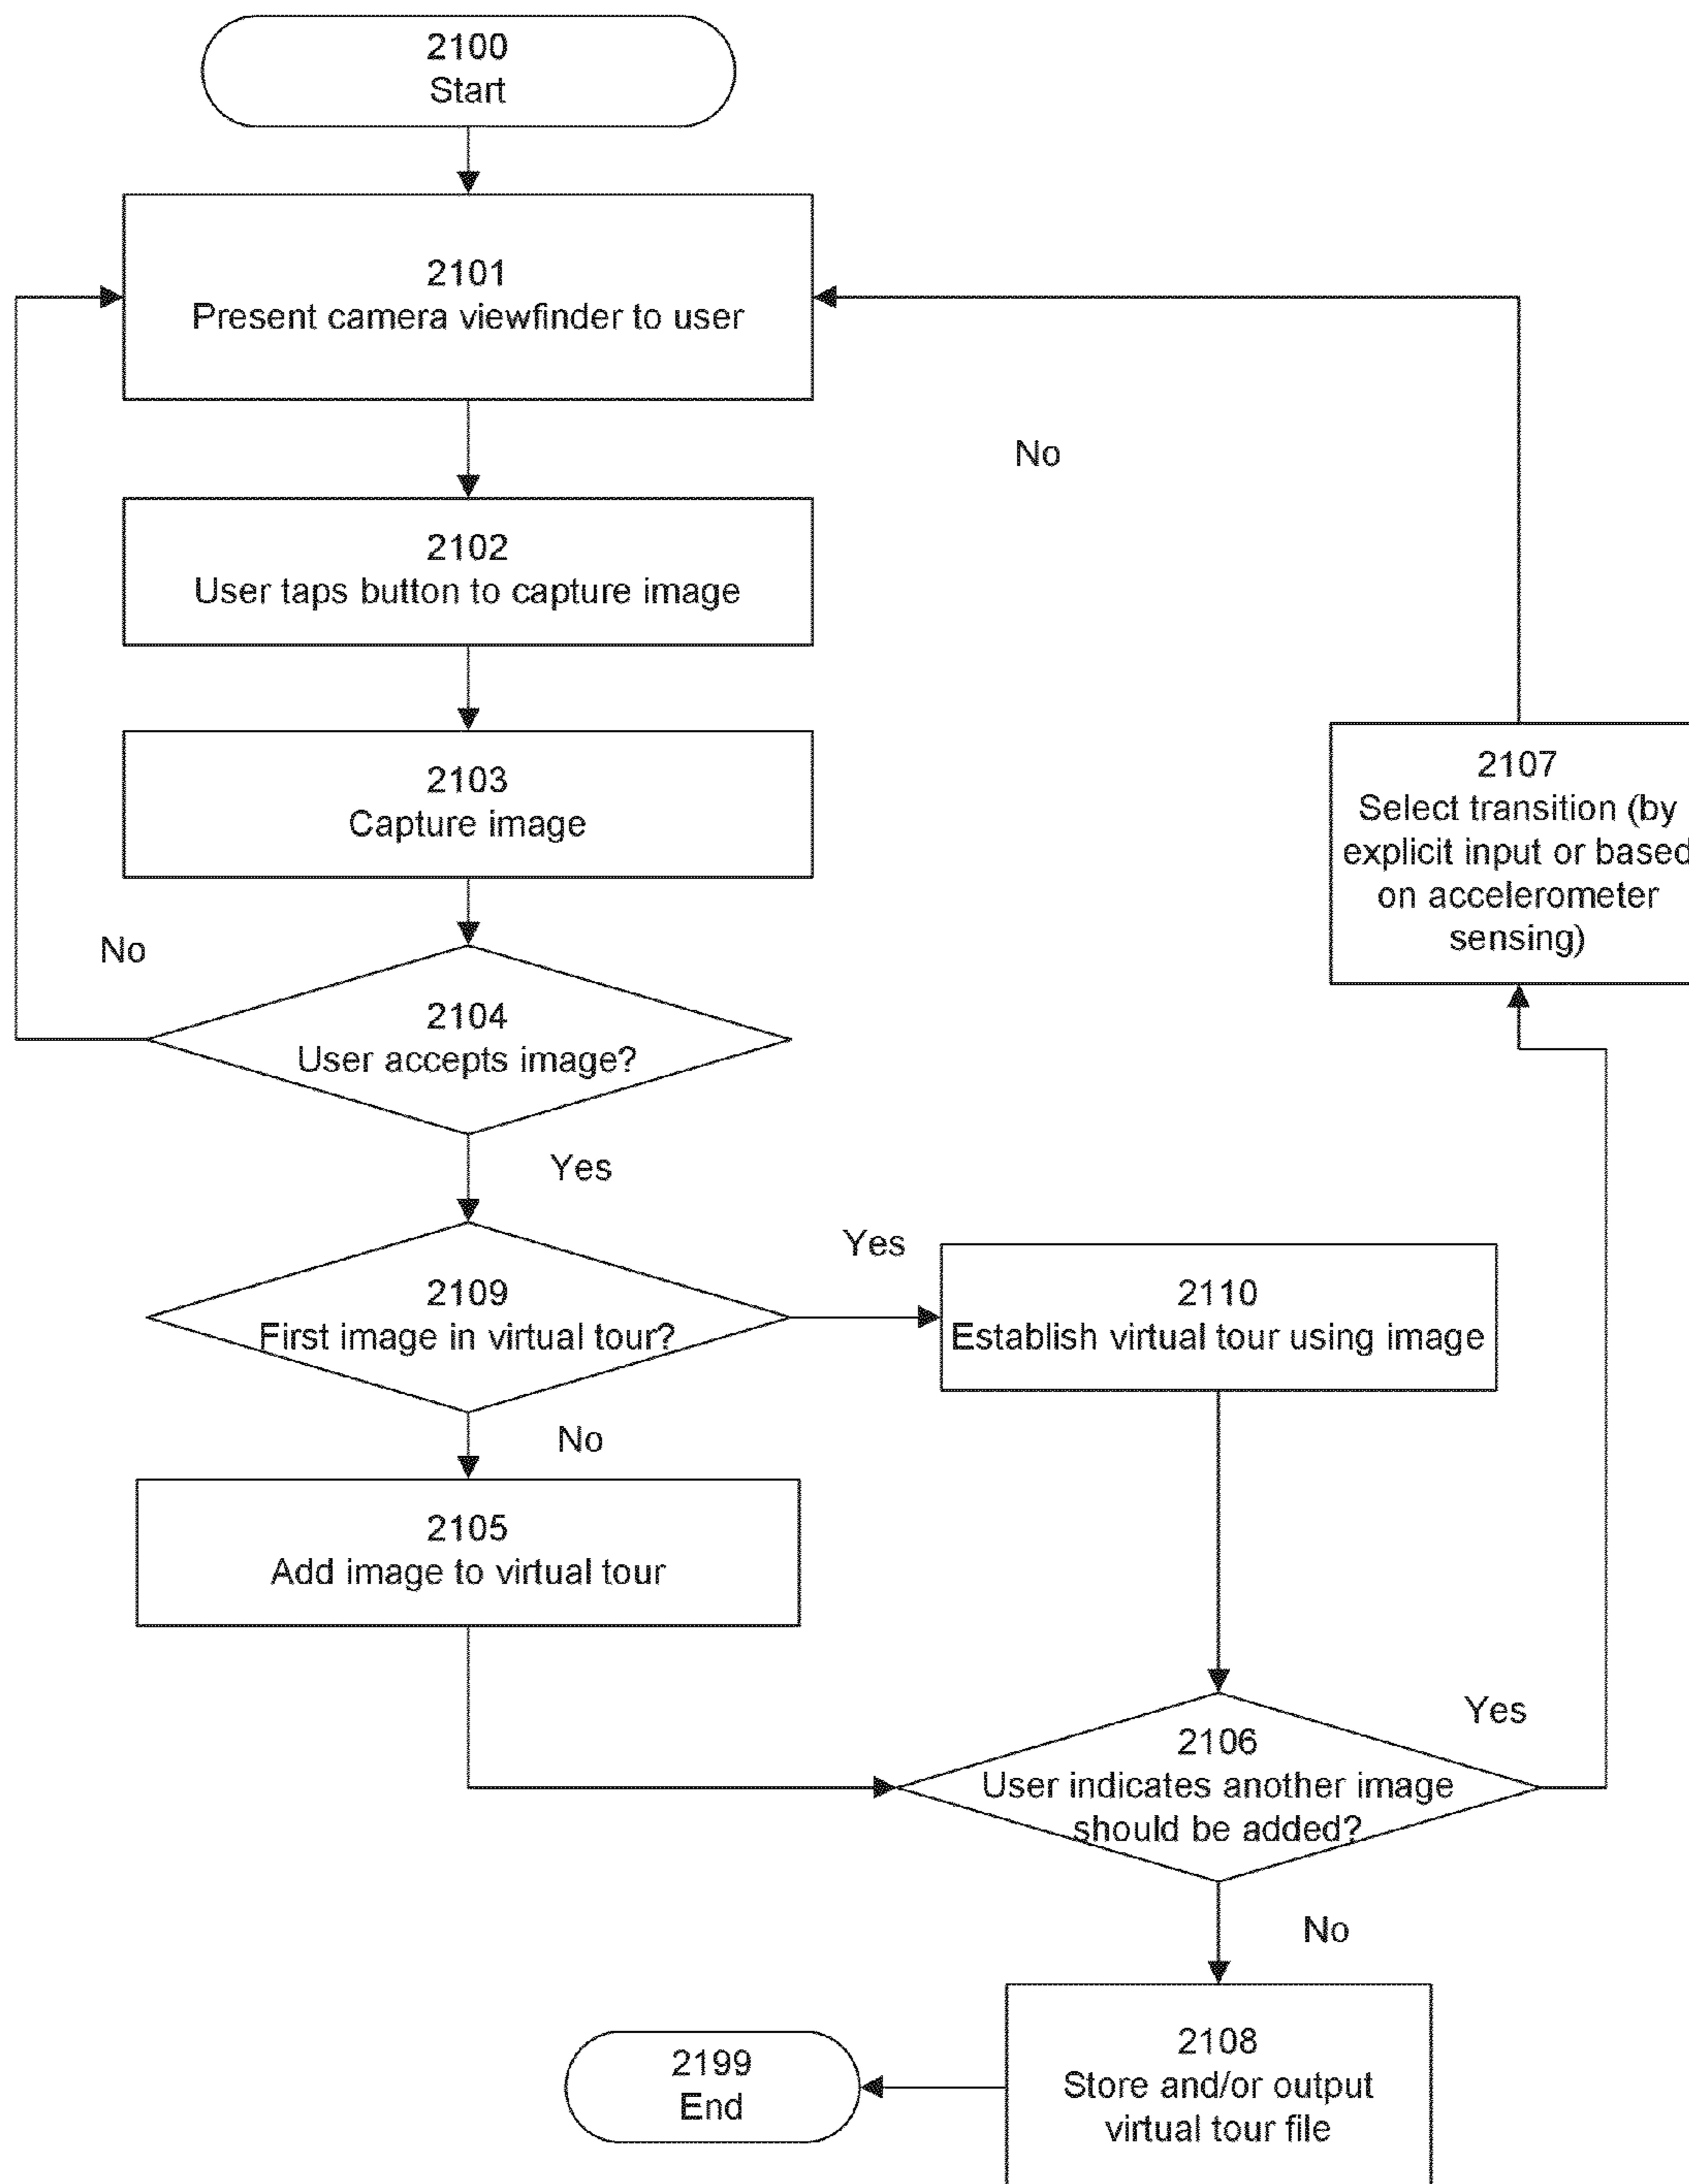 2100
Start
2101
Present camera viewfinder to user
No
2102
User taps button to capture image
2103
Capture image
2107
Select transition (by
explicit input or based
on accelerometer
sensing)
No
2104
User accepts image?
Yes
2109
First image in virtual tour?
Yes
2110
Establish virtual tour using image
No
2105
Add image to virtual tour
2106
User indicates another image
should be added?
Yes
No
2108
Store and/or output
virtual tour file
2199
End